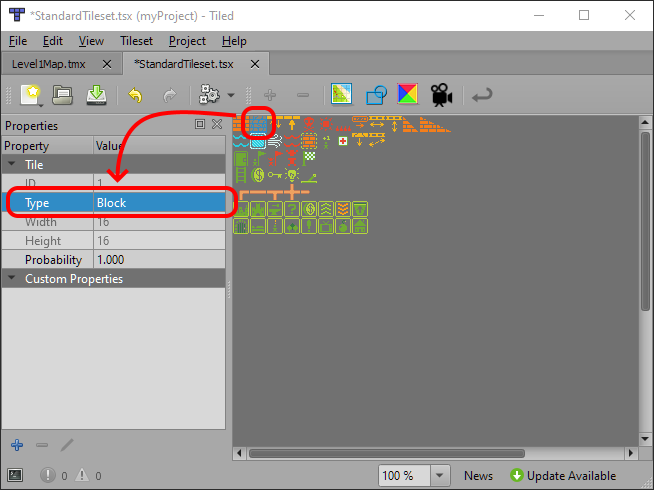 *StandardTileset.tsx (myProject) - Tiled
File Edit View Tileset Project Help
Level1Map.tmx *StandardTileset.tsx
Properties
Property Value
Tile
ID 1
Type Block
Width 16
Height 16
Probability 1.000
Custom Properties
0 0 100 % News Update Available